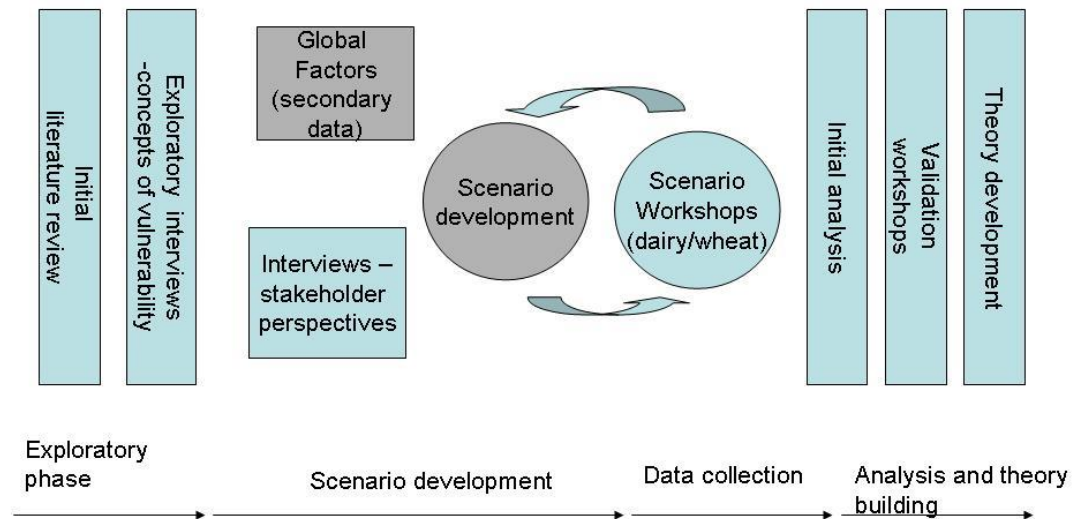 Initial
literature review
Exploratory interviews
-concepts of vulnerability
Global
Factors
(secondary
data)
Interviews –
stakeholder
perspectives
Scenario
development
Scenario
Workshops
(dairy/wheat)
Initial analysis
Validation
workshops
Theory development
Exploratory
phase
Scenario development
Data collection
Analysis and theory
building